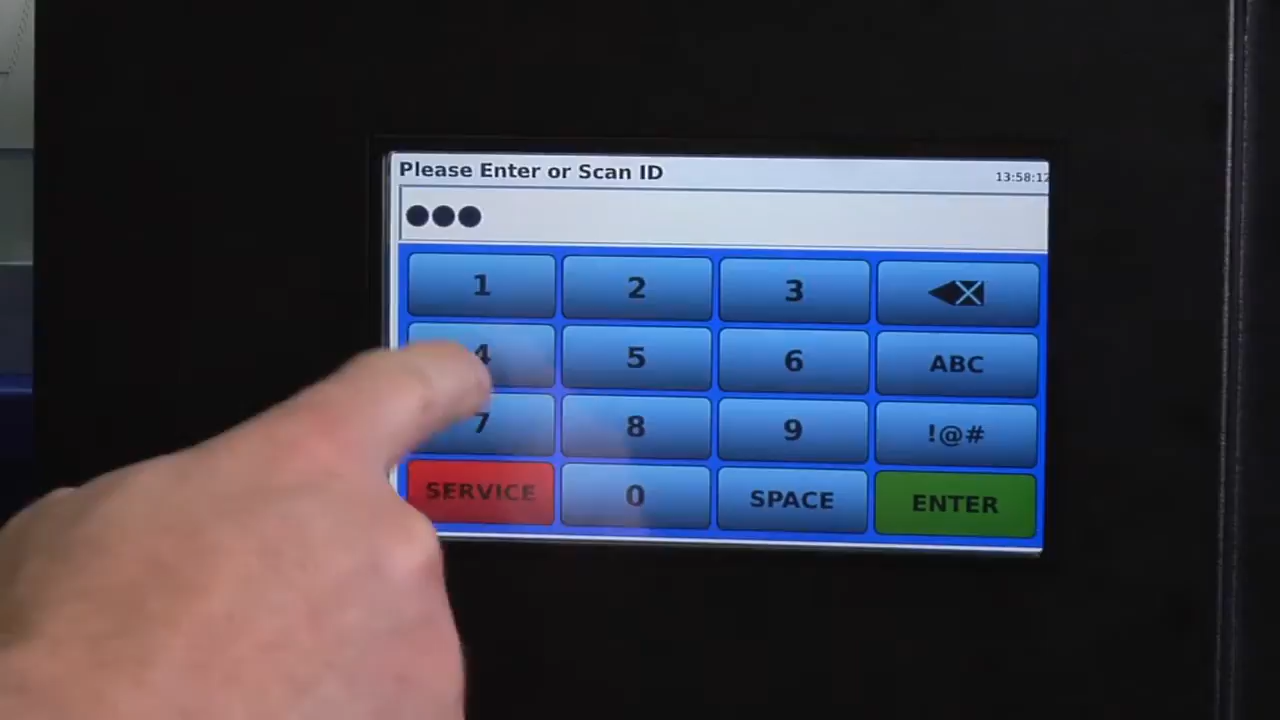 Please Enter or Scan ID 13:58:12
●●●
1 2 3
4 5 6 ABC
7 8 9 !@#
SERVICE 0 SPACE ENTER